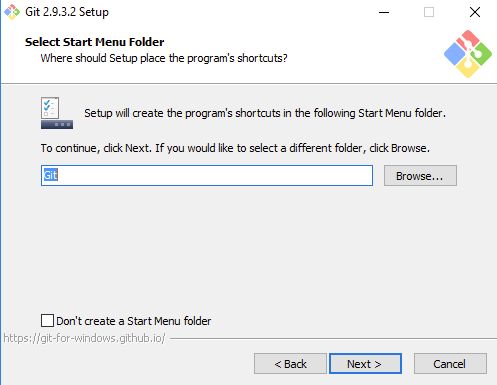 Git 2.9.3.2 Setup
Select Start Menu Folder
Where should Setup place the program's shortcuts?
Setup will create the program's shortcuts in the following Start Menu folder.
To continue, click Next. If you would like to select a different folder, click Browse.
Git
Browse...
Don't create a Start Menu folder
https://git-for-windows.github.io/
< Back
Next >
Cancel